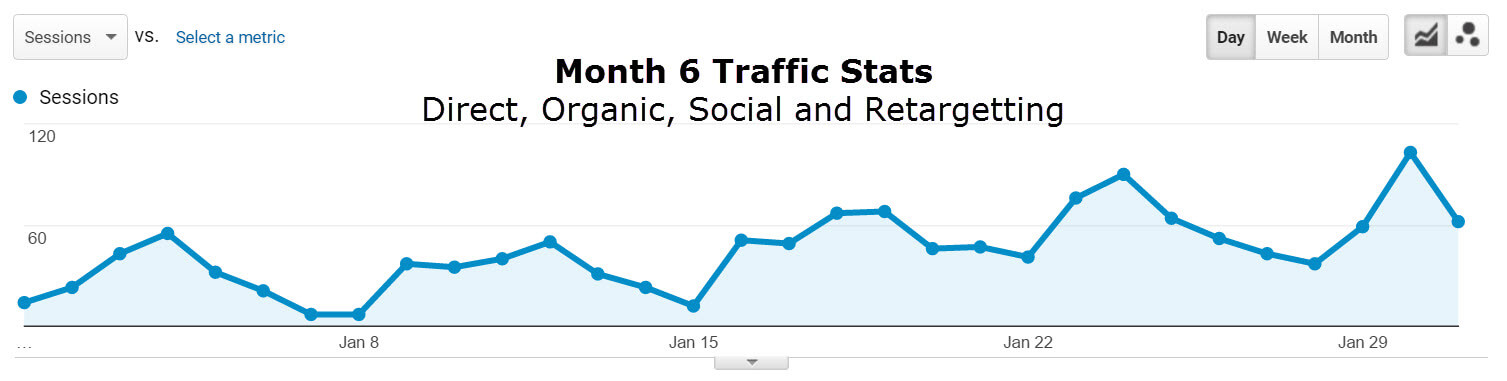 Sessions vs. Select a metric Day Week Month
Month 6 Traffic Stats
Sessions
Direct, Organic, Social and Retargetting
120
60
... Jan 8 Jan 15 Jan 22 Jan 29